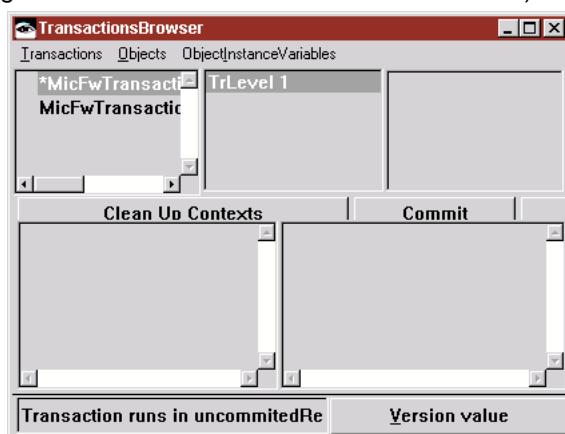 TransactionsBrowser
Transactions Objects ObjectInstanceVariables
*MicFwTransacti
MicFwTransactic
TrLevel 1
Clean Up Contexts Commit
Transaction runs in uncommitedRe Version value